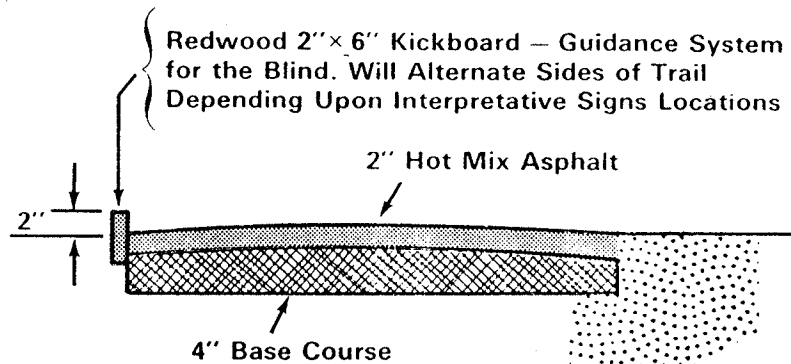 Redwood 2"× 6" Kickboard – Guidance System
for the Blind. Will Alternate Sides of Trail
Depending Upon Interpretative Signs Locations
2" Hot Mix Asphalt
2"
4" Base Course